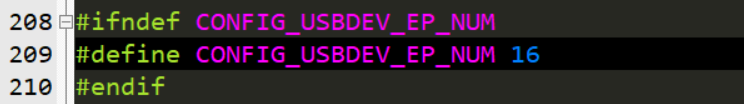 208 #ifndef CONFIG_USBDEV_EP_NUM
209 #define CONFIG_USBDEV_EP_NUM 16
210 #endif